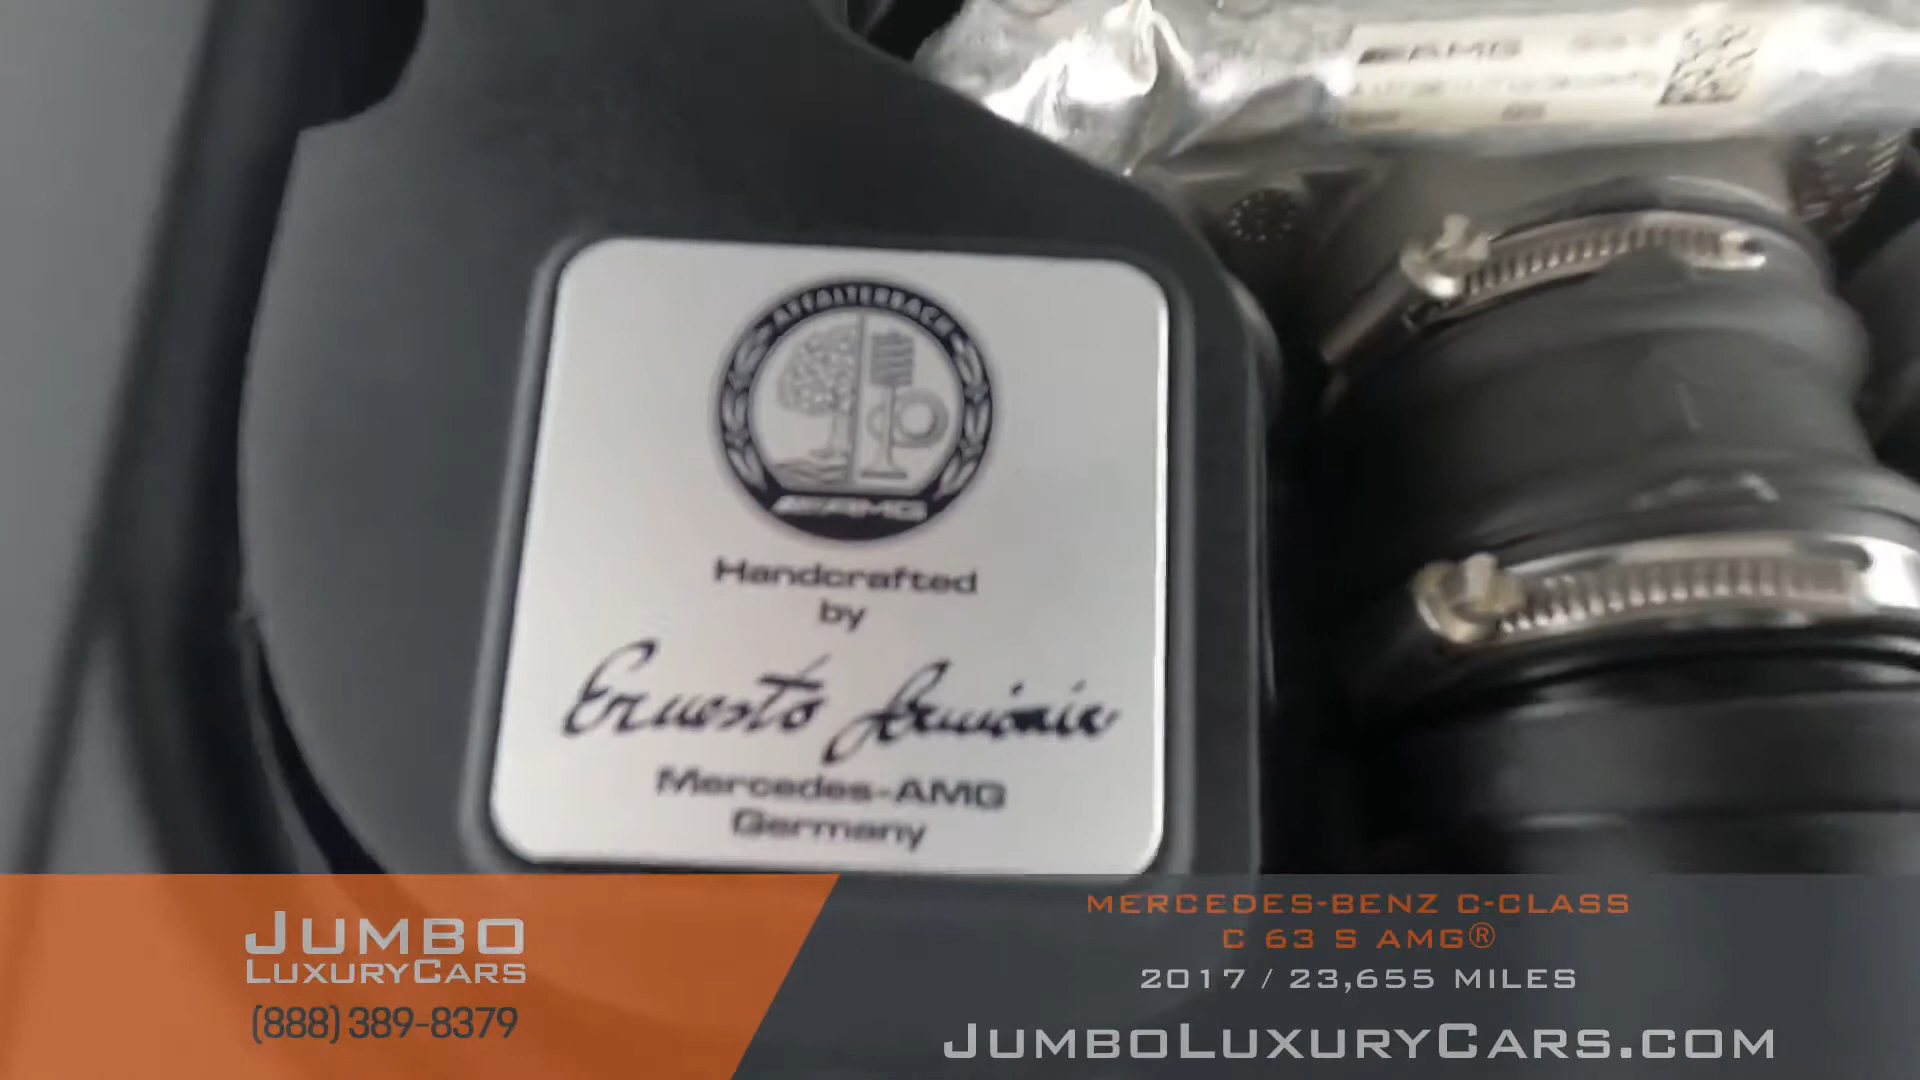 AMG
AFFALTERBACH
AMG
Handcrafted
by
Ernesto
Mercedes-AMG
Germany
JUMBO
LUXURYCARS
(888) 389-8379
MERCEDES-BENZ C-CLASS
C 63 S AMG®
2017 / 23,655 MILES
JUMBOLUXURYCARS.COM